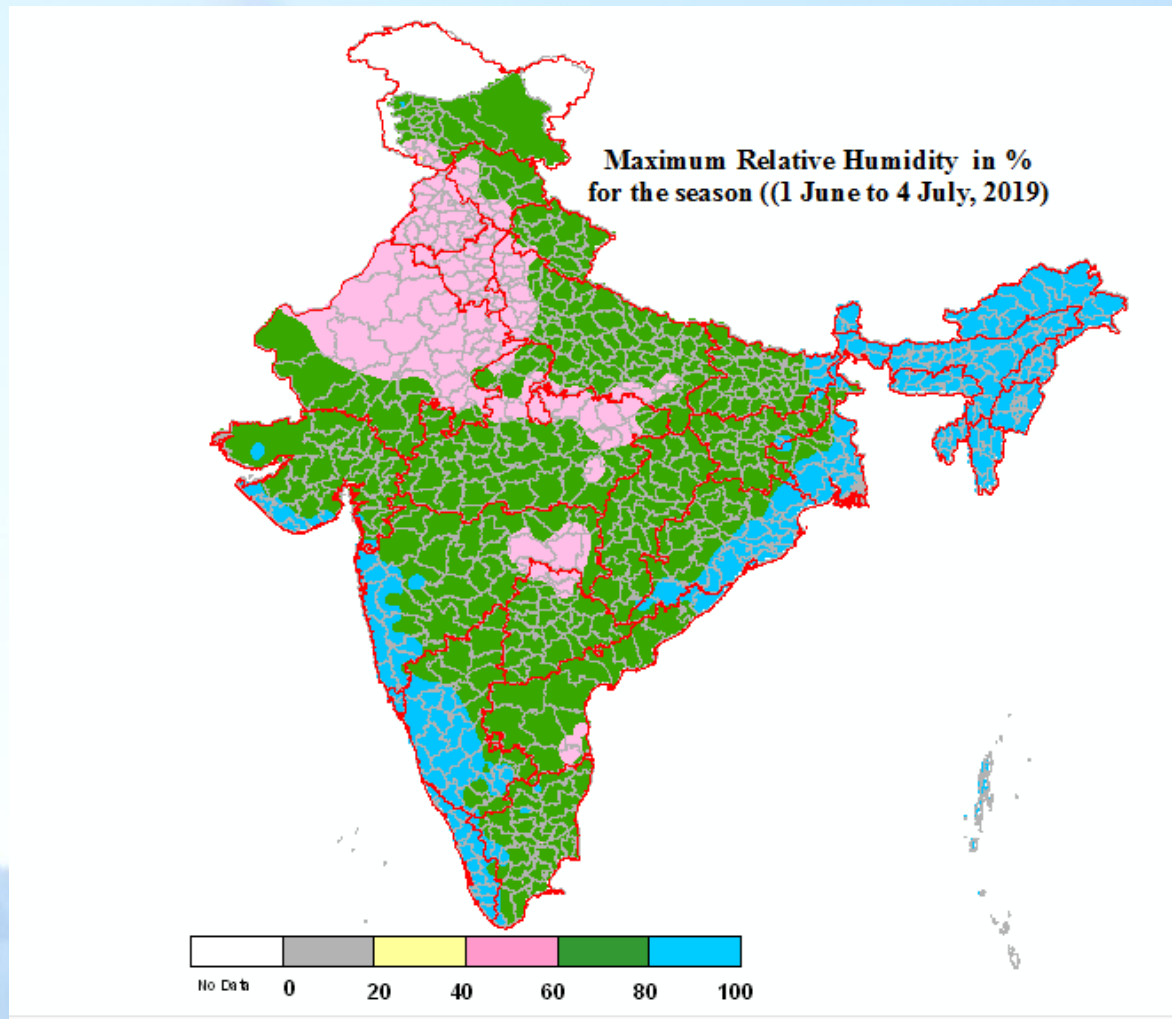 Maximum Relative Humidity in %
for the season ((1 June to 4 July, 2019)
No Data 0 20 40 60 80 100